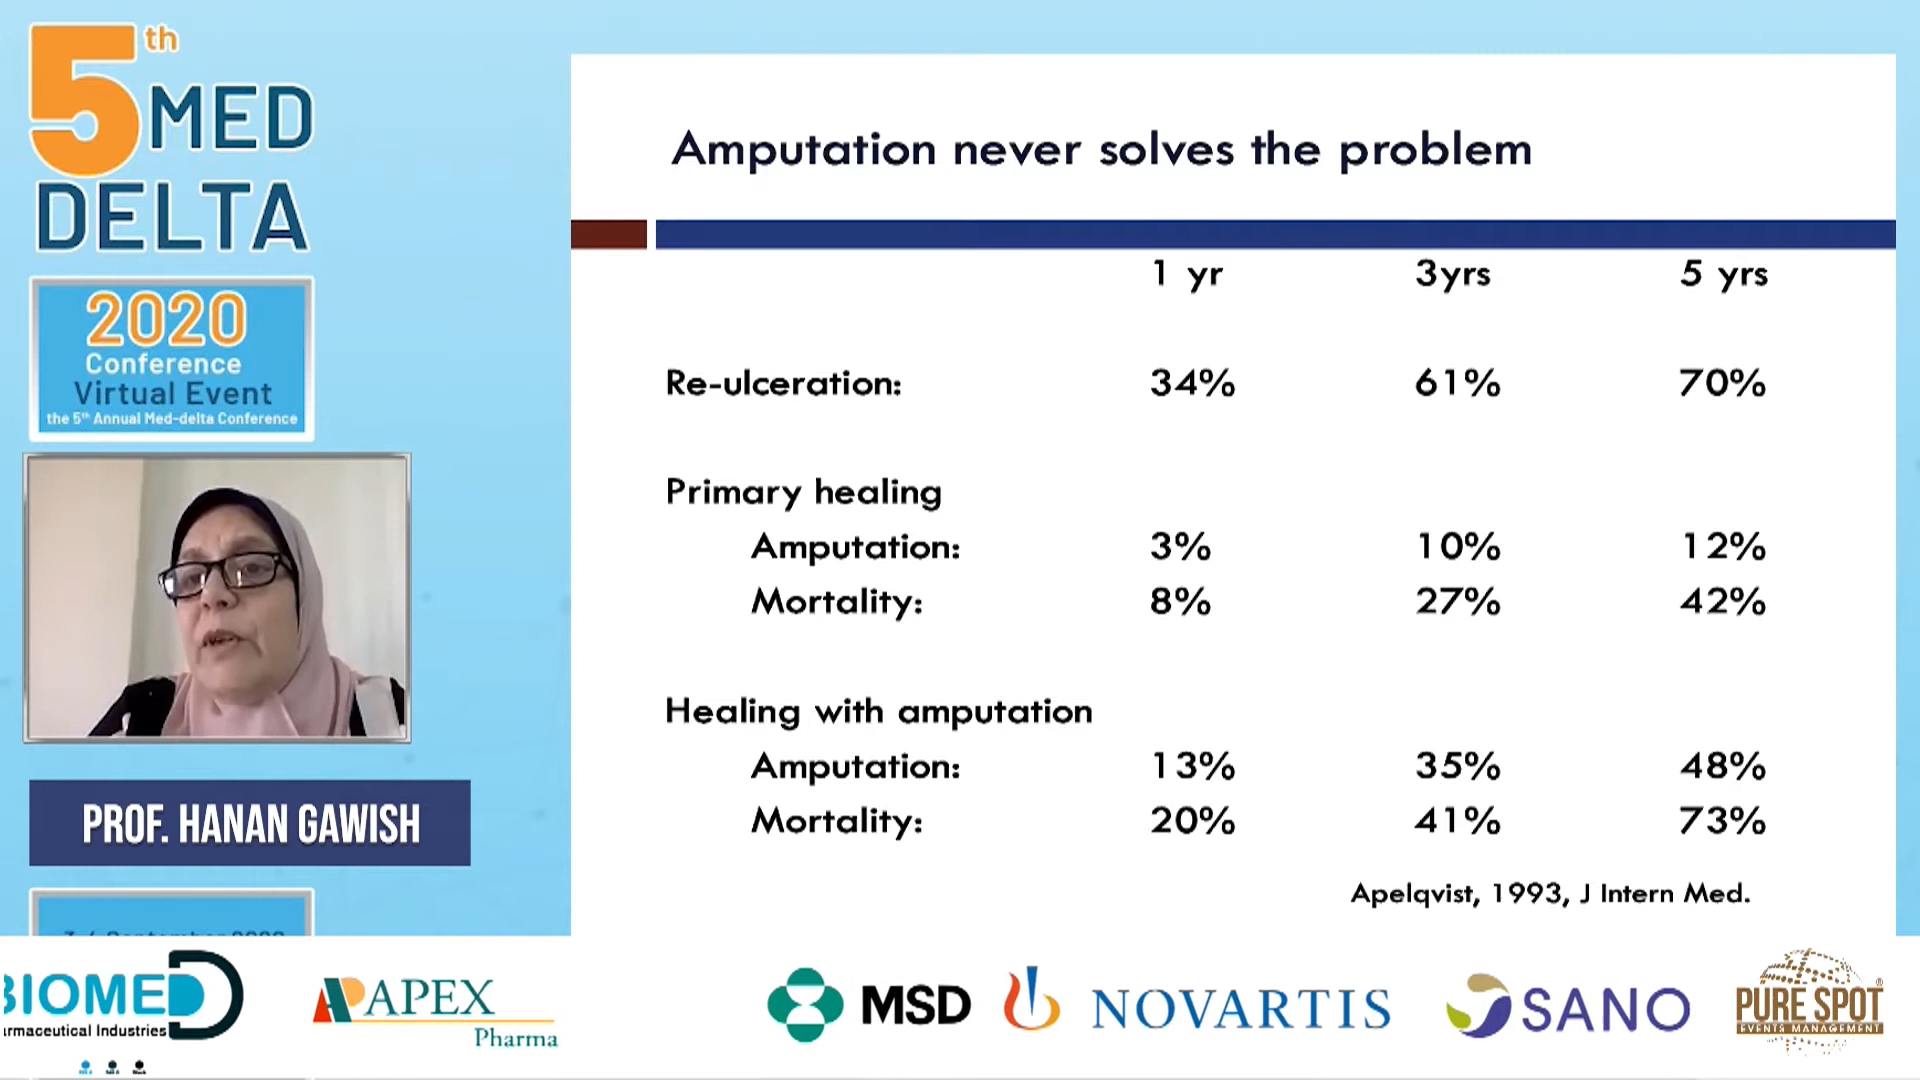 5th
MED
DELTA
2020
Conference
Virtual Event
the 5th Annual Med-delta Conference
PROF. HANAN GAWISH
Amputation never solves the problem
1 yr 3yrs 5 yrs
Re-ulceration: 34% 61% 70%
Primary healing
Amputation: 3% 10% 12%
Mortality: 8% 27% 42%
Healing with amputation
Amputation: 13% 35% 48%
Mortality: 20% 41% 73%
Apelqvist, 1993, J Intern Med.
BIOMED
armaceutical Industries
APEX
Pharma
MSD
NOVARTIS
SANO
PURE SPOT®
EVENTS MANAGEMENT